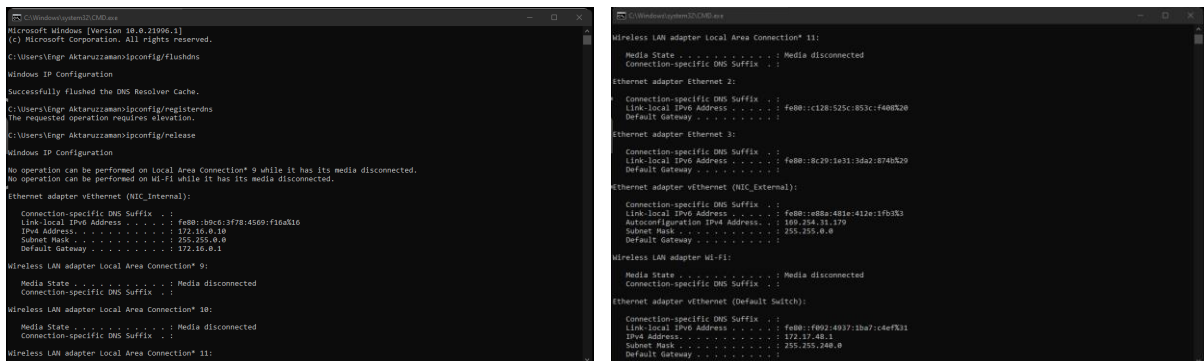 C:\Windows\system32\CMD.exe
Microsoft Windows [Version 10.0.21996.1]
(c) Microsoft Corporation. All rights reserved.
C:\Users\Engr Aktaruzzaman>ipconfig/flushdns
Windows IP Configuration
Successfully flushed the DNS Resolver Cache.
C:\Users\Engr Aktaruzzaman>ipconfig/registerdns
The requested operation requires elevation.
C:\Users\Engr Aktaruzzaman>ipconfig/release
Windows IP Configuration
No operation can be performed on Local Area Connection* 9 while it has its media disconnected.
No operation can be performed on Wi-Fi while it has its media disconnected.
Ethernet adapter vEthernet (NIC_Internal):
Connection-specific DNS Suffix . :
Link-local IPv6 Address . . . . . : fe80::b9c6:3f78:4569:f16a%16
IPv4 Address. . . . . . . . . . . : 172.16.0.10
Subnet Mask . . . . . . . . . . . : 255.255.0.0
Default Gateway . . . . . . . . . : 172.16.0.1
Wireless LAN adapter Local Area Connection* 9:
Media State . . . . . . . . . . . : Media disconnected
Connection-specific DNS Suffix . :
Wireless LAN adapter Local Area Connection* 10:
Media State . . . . . . . . . . . : Media disconnected
Connection-specific DNS Suffix . :
Wireless LAN adapter Local Area Connection* 11:
C:\Windows\system32\CMD.exe
Wireless LAN adapter Local Area Connection* 11:
Media State . . . . . . . . . . . : Media disconnected
Connection-specific DNS Suffix . :
Ethernet adapter Ethernet 2:
Connection-specific DNS Suffix . :
Link-local IPv6 Address . . . . . : fe80::c128:525c:853c:f408%20
Default Gateway . . . . . . . . . :
Ethernet adapter Ethernet 3:
Connection-specific DNS Suffix . :
Link-local IPv6 Address . . . . . : fe80::8c29:1e31:3da2:874b%29
Default Gateway . . . . . . . . . :
Ethernet adapter vEthernet (NIC_External):
Connection-specific DNS Suffix . :
Link-local IPv6 Address . . . . . : fe80::e88a:481e:412e:1fb3%3
Autoconfiguration IPv4 Address. . : 169.254.31.179
Subnet Mask . . . . . . . . . . . : 255.255.0.0
Default Gateway . . . . . . . . . :
Wireless LAN adapter Wi-Fi:
Media State . . . . . . . . . . . : Media disconnected
Connection-specific DNS Suffix . :
Ethernet adapter vEthernet (Default Switch):
Connection-specific DNS Suffix . :
Link-local IPv6 Address . . . . . : fe80::f092:4937:1ba7:c4ef%31
IPv4 Address. . . . . . . . . . . : 172.17.48.1
Subnet Mask . . . . . . . . . . . : 255.255.240.0
Default Gateway . . . . . . . . . :